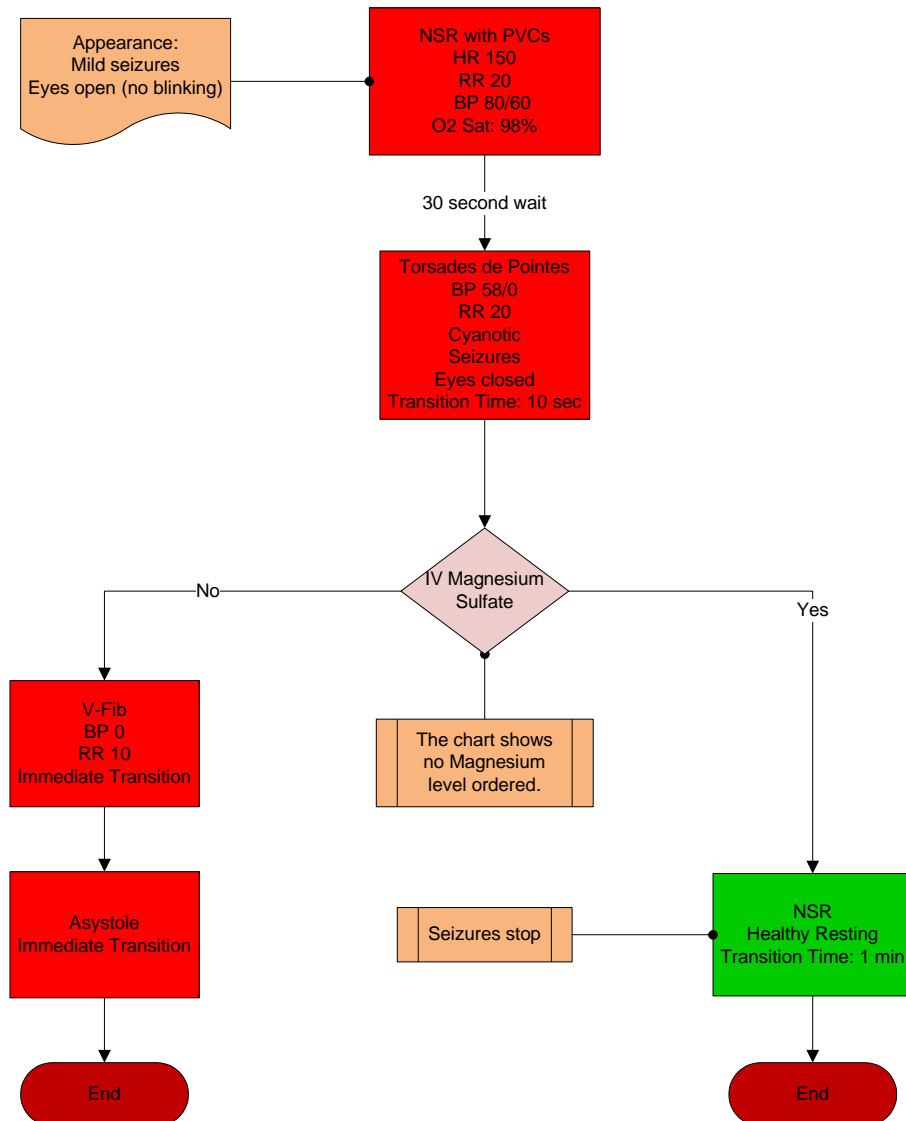 Appearance:
Mild seizures
Eyes open (no blinking)
NSR with PVCs
HR 150
RR 20
BP 80/60
O2 Sat: 98%
30 second wait
Torsades de Pointes
BP 58/0
RR 20
Cyanotic
Seizures
Eyes closed
Transition Time: 10 sec
IV Magnesium
Sulfate
No
Yes
V-Fib
BP 0
RR 10
Immediate Transition
The chart shows
no Magnesium
level ordered.
Asystole
Immediate Transition
Seizures stop
NSR
Healthy Resting
Transition Time: 1 min
End
End